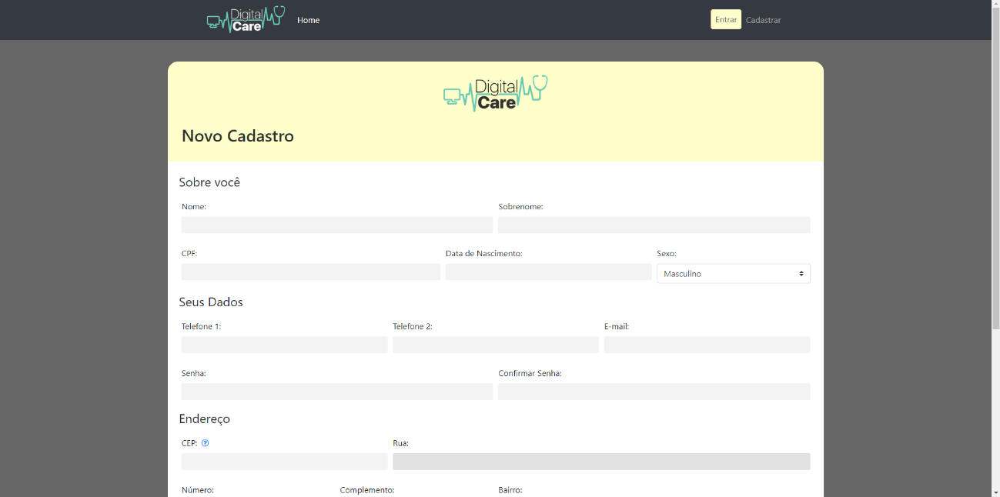 Digital
Care
Home
Entrar
Cadastrar
Digital
Care
Novo Cadastro
Sobre você
Nome:
Sobrenome:
CPF:
Data de Nascimento:
Sexo:
Masculino
Seus Dados
Telefone 1:
Telefone 2:
E-mail:
Senha:
Confirmar Senha:
Endereço
CEP:
Rua:
Número:
Complemento:
Bairro: